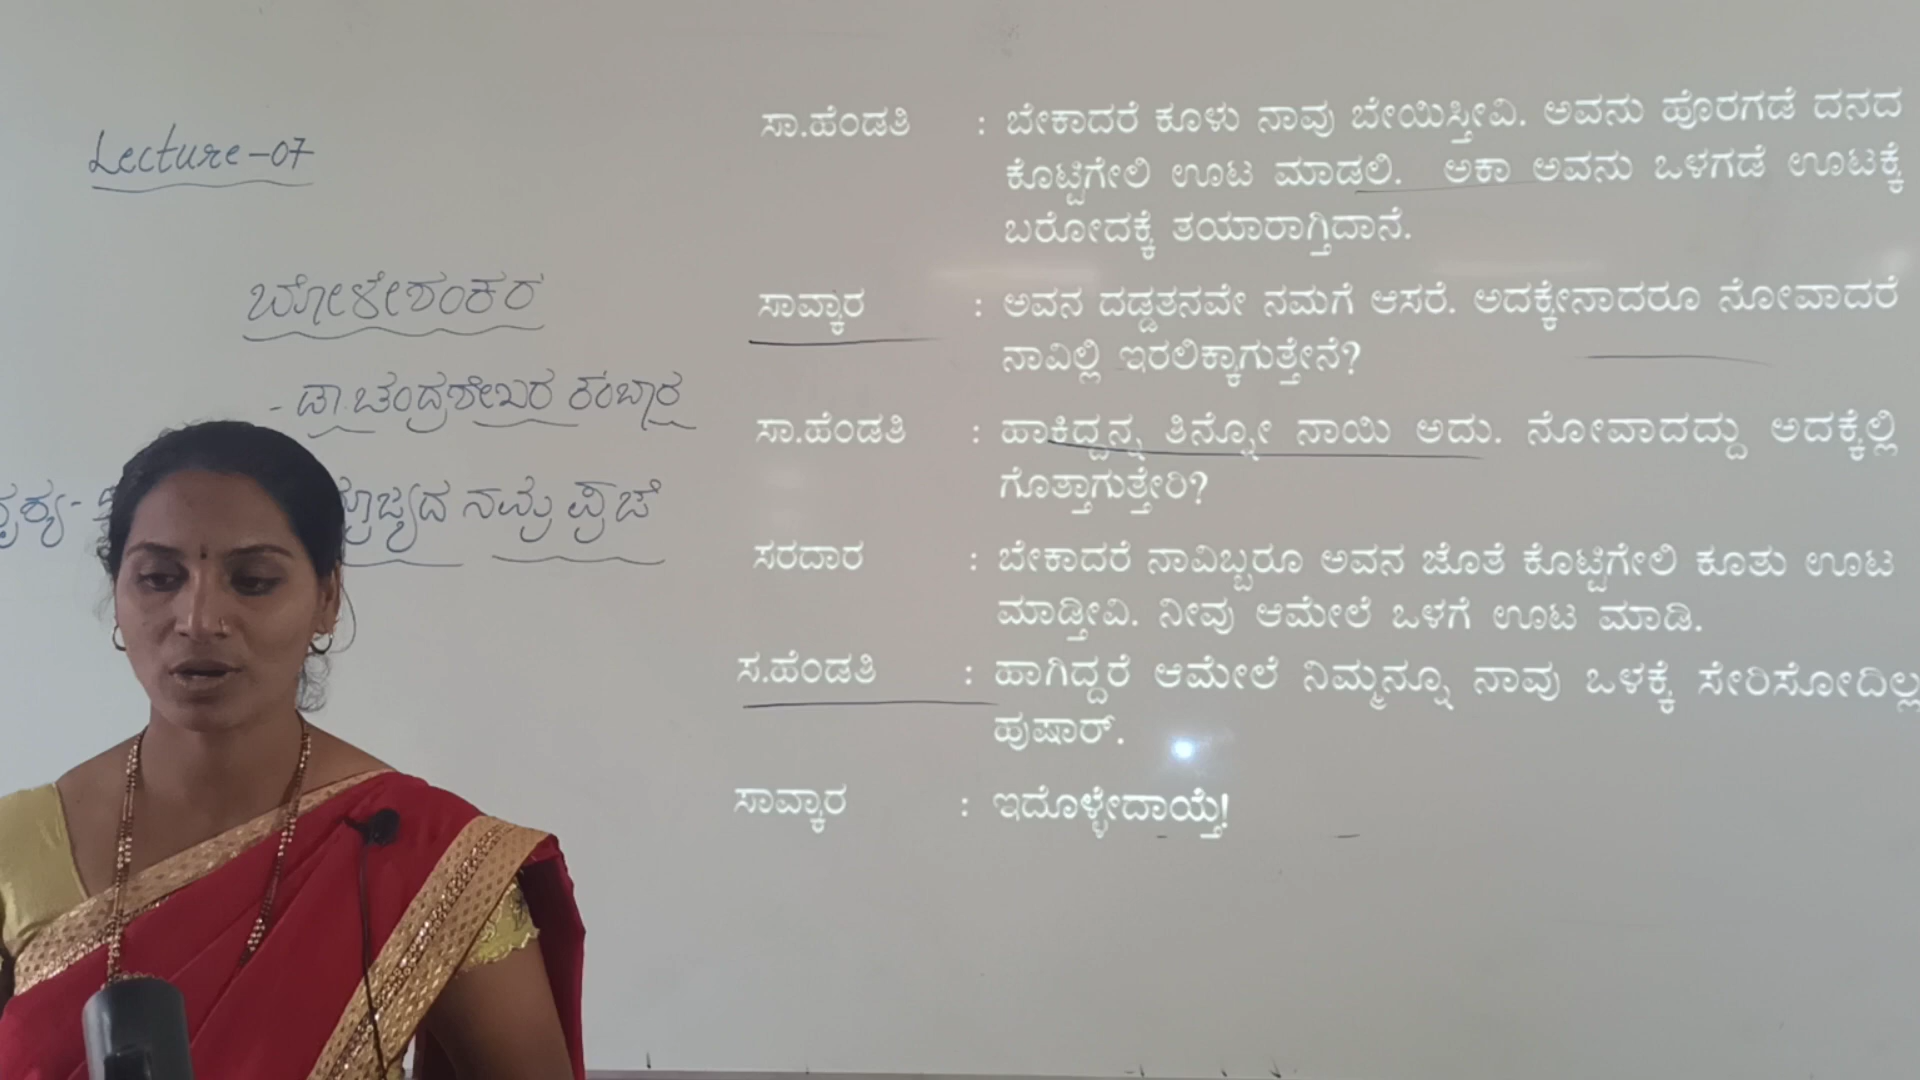 Lecture-07
ಬೋಳೇಶಂಕರ
- ಡಾ.ಚಂದ್ರಶೇಖರ ಕಂಬಾರ
ನಮ್ರ ಪ್ರಜೆ
ಸಾ.ಹೆಂಡತಿ : ಬೇಕಾದರೆ ಕೂಳು ನಾವು ಬೇಯಿಸ್ತೀವಿ. ಅವನು ಹೊರಗಡೆ ದನದ
ಕೊಟ್ಟಿಗೇಲಿ ಊಟ ಮಾಡಲಿ. ಅಕಾ ಅವನು ಒಳಗಡೆ ಊಟಕ್ಕೆ
ಬರೋದಕ್ಕೆ ತಯಾರಾಗ್ತಿದಾನೆ.
ಸಾವ್ಕಾರ : ಅವನ ದಡ್ಡತನವೇ ನಮಗೆ ಆಸರೆ. ಅದಕ್ಕೇನಾದರೂ ನೋವಾದರೆ
ನಾವಿಲ್ಲಿ ಇರಲಿಕ್ಕಾಗುತ್ತೇನೆ?
ಸಾ.ಹೆಂಡತಿ : ಹಾಕಿದ್ದನ್ನ ತಿನ್ನೋ ನಾಯಿ ಅದು. ನೋವಾದದ್ದು ಅದಕ್ಕೆಲ್ಲಿ
ಗೊತ್ತಾಗುತ್ತೇರಿ?
ಸರದಾರ : ಬೇಕಾದರೆ ನಾವಿಬ್ಬರೂ ಅವನ ಜೊತೆ ಕೊಟ್ಟಿಗೇಲಿ ಕೂತು ಊಟ
ಮಾಡ್ತೀವಿ. ನೀವು ಆಮೇಲೆ ಒಳಗೆ ಊಟ ಮಾಡಿ.
ಸ.ಹೆಂಡತಿ : ಹಾಗಿದ್ದರೆ ಆಮೇಲೆ ನಿಮ್ಮನ್ನೂ ನಾವು ಒಳಕ್ಕೆ ಸೇರಿಸೋದಿಲ್ಲ
ಹುಷಾರ್.
ಸಾವ್ಕಾರ : ಇದೊಳ್ಳೇದಾಯ್ತೆ!